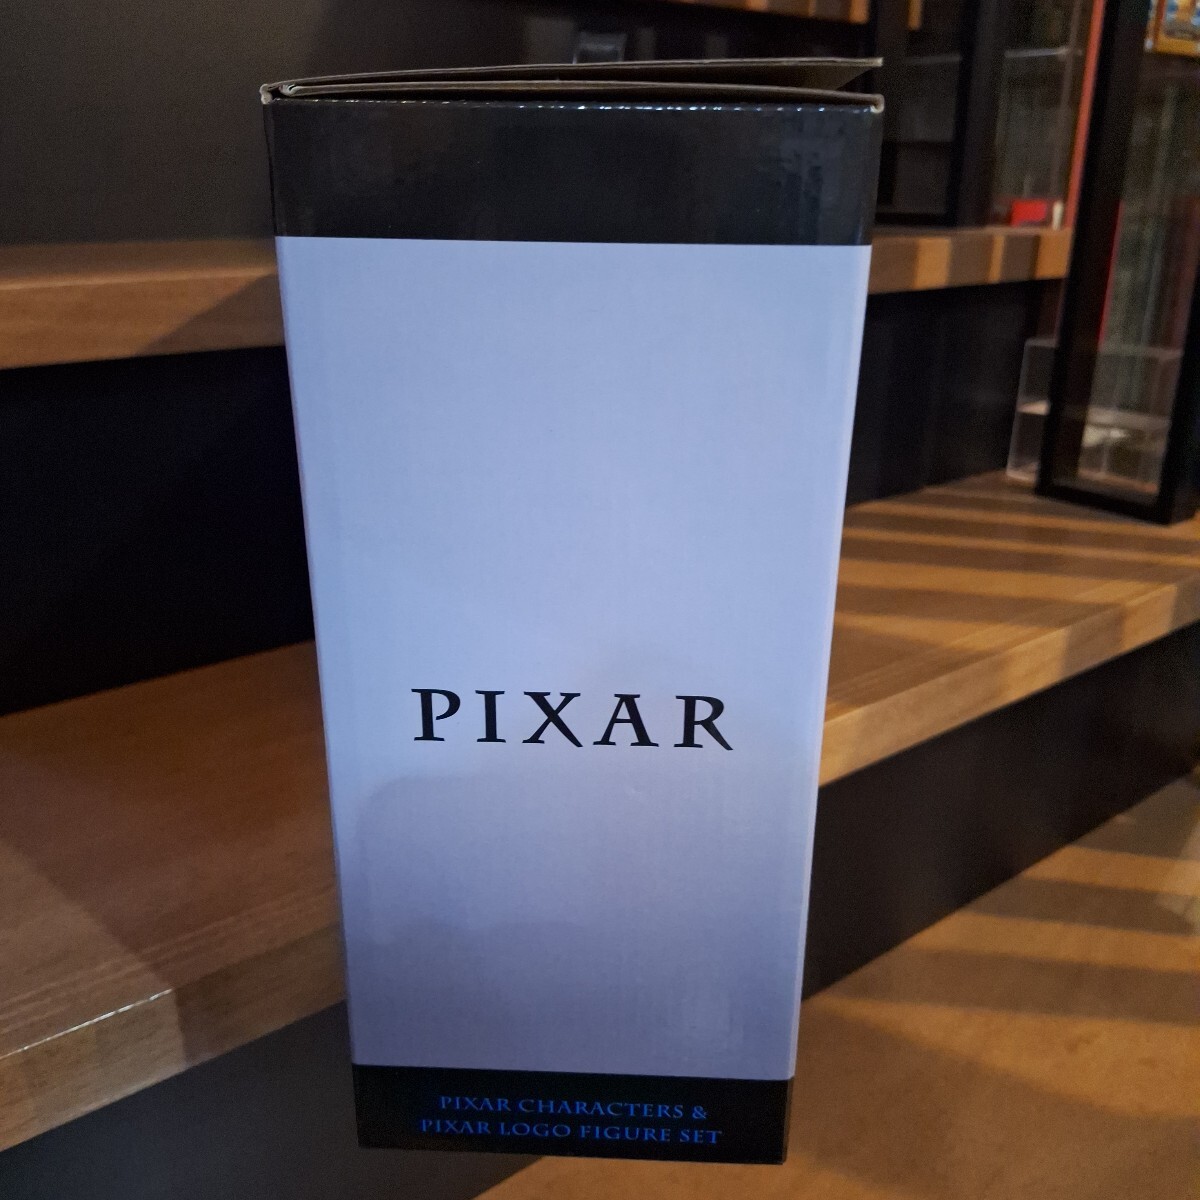 PIXAR
PIXAR CHARACTERS &
PIXAR LOGO FIGURE SET